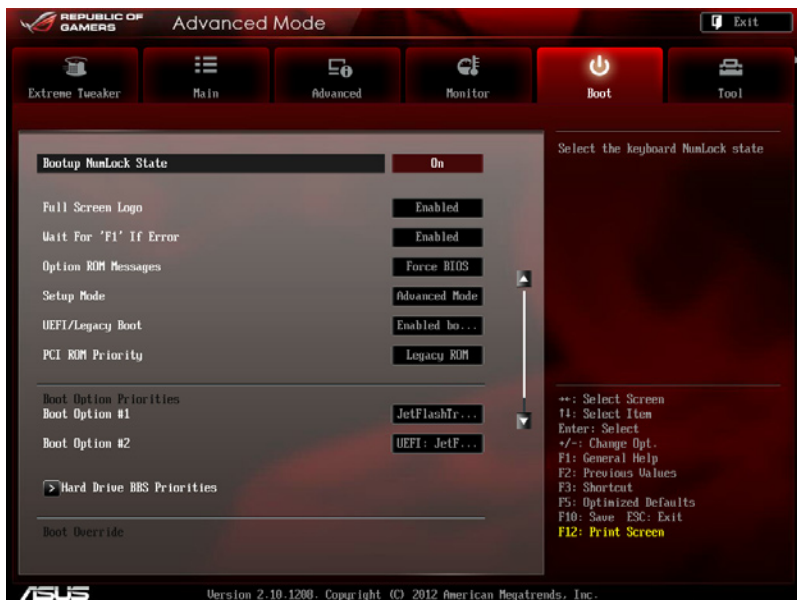 REPUBLIC OF GAMERS
Advanced Mode
Exit
Extreme Tweaker
Main
Advanced
Monitor
Boot
Tool
Bootup NumLock State On
Full Screen Logo Enabled
Wait For 'F1' If Error Enabled
Option ROM Messages Force BIOS
Setup Mode Advanced Mode
UEFI/Legacy Boot Enabled bo...
PCI ROM Priority Legacy ROM
Boot Option Priorities
Boot Option #1 JetFlashTr...
Boot Option #2 UEFI: JetF...
> Hard Drive BBS Priorities
Boot Override
Select the keyboard NumLock state
→←: Select Screen
↑↓: Select Item
Enter: Select
+/-: Change Opt.
F1: General Help
F2: Previous Values
F3: Shortcut
F5: Optimized Defaults
F10: Save ESC: Exit
F12: Print Screen
ASUS
Version 2.10.1208. Copyright (C) 2012 American Megatrends, Inc.